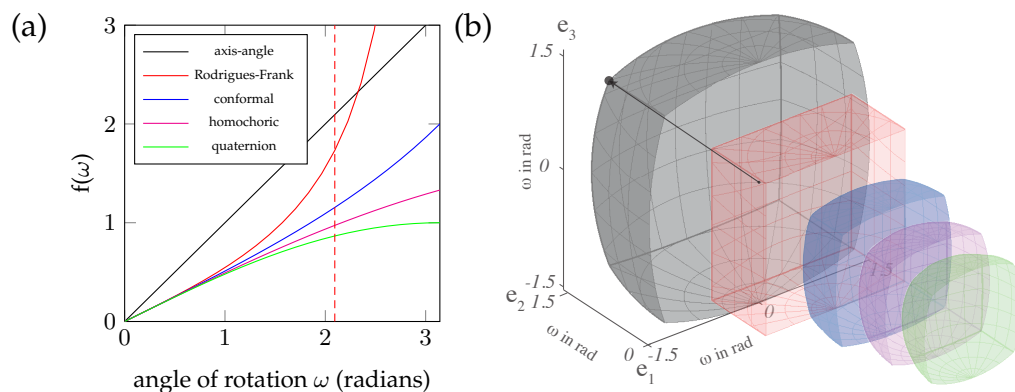 (a)
3
2
1
0
0
1
2
3
f(ω)
angle of rotation ω (radians)
axis-angle
Rodrigues-Frank
conformal
homochoric
quaternion
(b)
e3
1.5
0
-1.5
ω in rad
e2
1.5
0
ω in rad
e1
-1.5
0
1.5
ω in rad